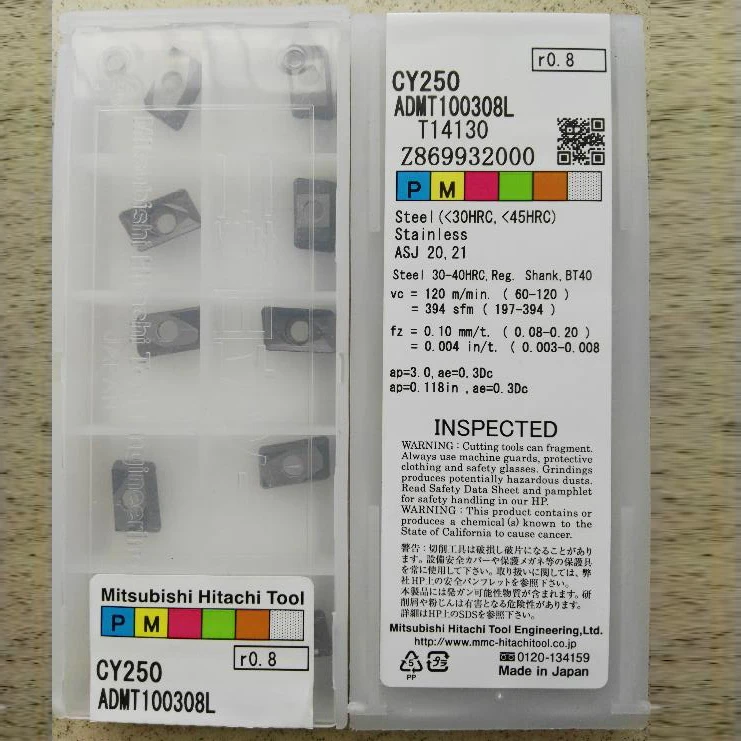 Mitsubishi Hitachi Tool
P M
r0.8
CY250
ADMT100308L
r0.8
CY250
ADMT100308L
T14130
Z869932000
P M
Steel(<30HRC,<45HRC)
Stainless
ASJ 20,21
Steel 30-40HRC,Reg. Shank,BT40
vc = 120 m/min. ( 60-120 )
= 394 sfm ( 197-394 )
fz = 0.10 mm/t. ( 0.08-0.20 )
= 0.004 in/t. ( 0.003-0.008
ap=3.0,ae=0.3Dc
ap=0.118in ,ae=0.3Dc
INSPECTED
WARNING : Cutting tools can fragment.
Always use machine guards, protective
clothing and safety glasses. Grindings
produces potentially hazardous dusts.
Read Safety Data Sheet and pamphlet
for safety handling in our HP.
WARNING : This product contains or
produces a chemical(s) known to the
State of California to cause cancer.
警告：切削工具は破損し破片になることがあり
ます。設備安全カバーや保護メガネ等の保護具
を常に使用して下さい。取り扱いに関しては、弊
社HP上の安全パンフレットを参照下さい。
本製品には発ガン可能性物質が含まれます。研
削屑や粉じんは有害となる危険性があります。
詳細はHP上のSDSを参照下さい。
Mitsubishi Hitachi Tool Engineering,Ltd.
http://www.mmc-hitachitool.co.jp
5 PP プラ 0120-134159
Made in Japan